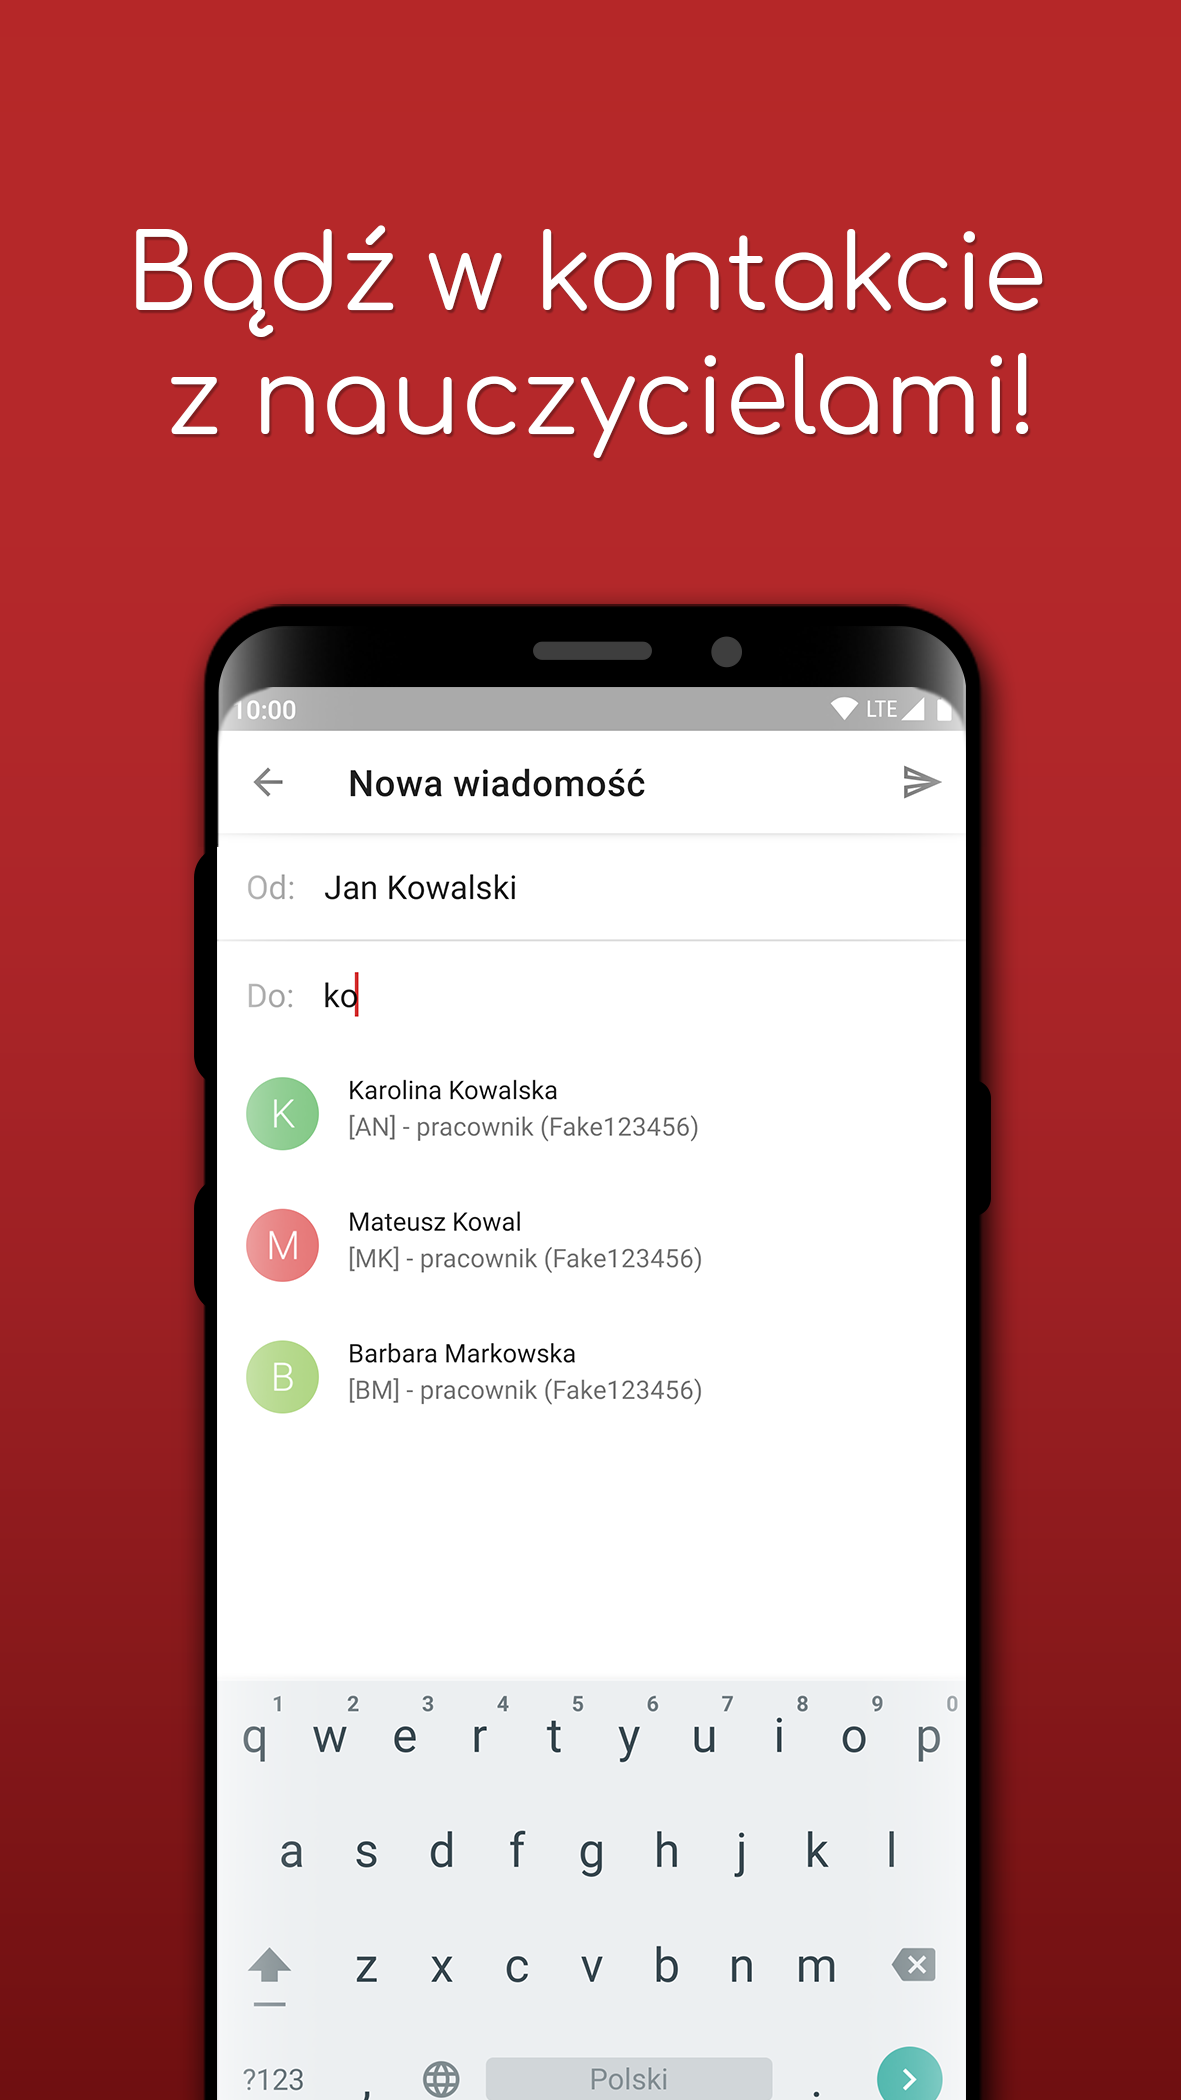 Bądź w kontakcie
z nauczycielami!
10:00 LTE
Nowa wiadomość
Od: Jan Kowalski
Do: ko
K
Karolina Kowalska
[AN] - pracownik (Fake123456)
M
Mateusz Kowal
[MK] - pracownik (Fake123456)
B
Barbara Markowska
[BM] - pracownik (Fake123456)
1 2 3 4 5 6 7 8 9 0
q w e r t y u i o p
a s d f g h j k l
z x c v b n m
?123 , Polski .